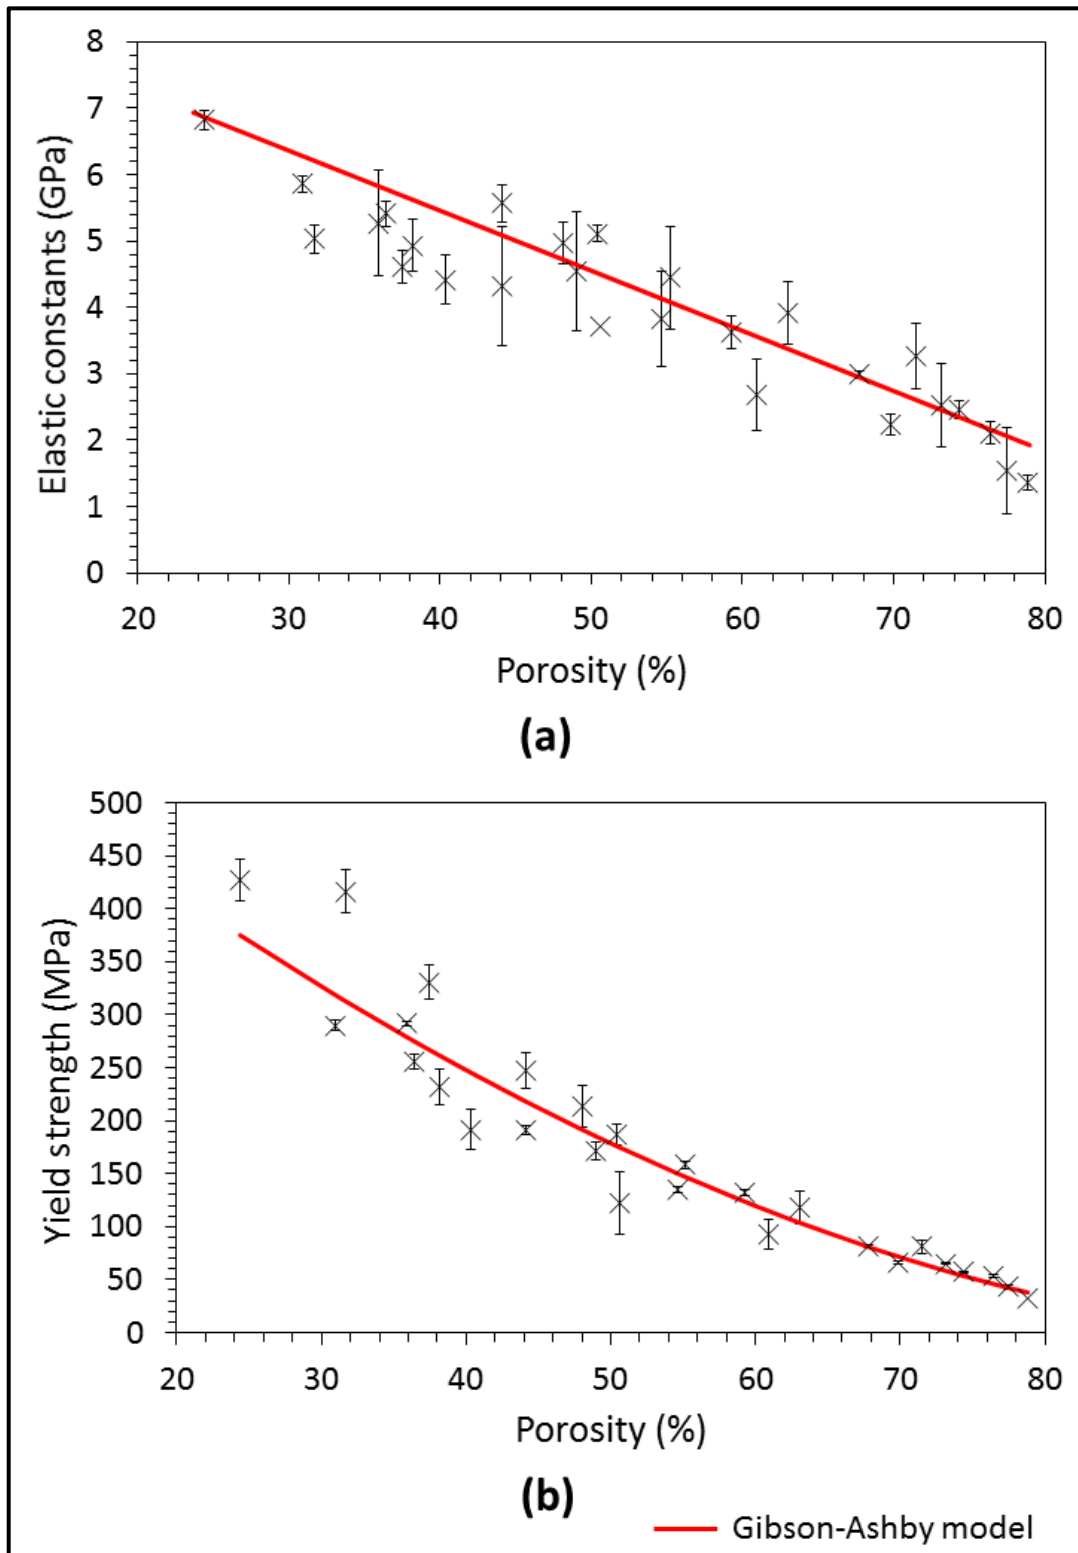 8
7
6
5
4
3
2
1
0
Elastic constants (GPa)
20 30 40 50 60 70 80
Porosity (%)
(a)
500
450
400
350
300
250
200
150
100
50
0
Yield strength (MPa)
20 30 40 50 60 70 80
Porosity (%)
(b)
Gibson-Ashby model